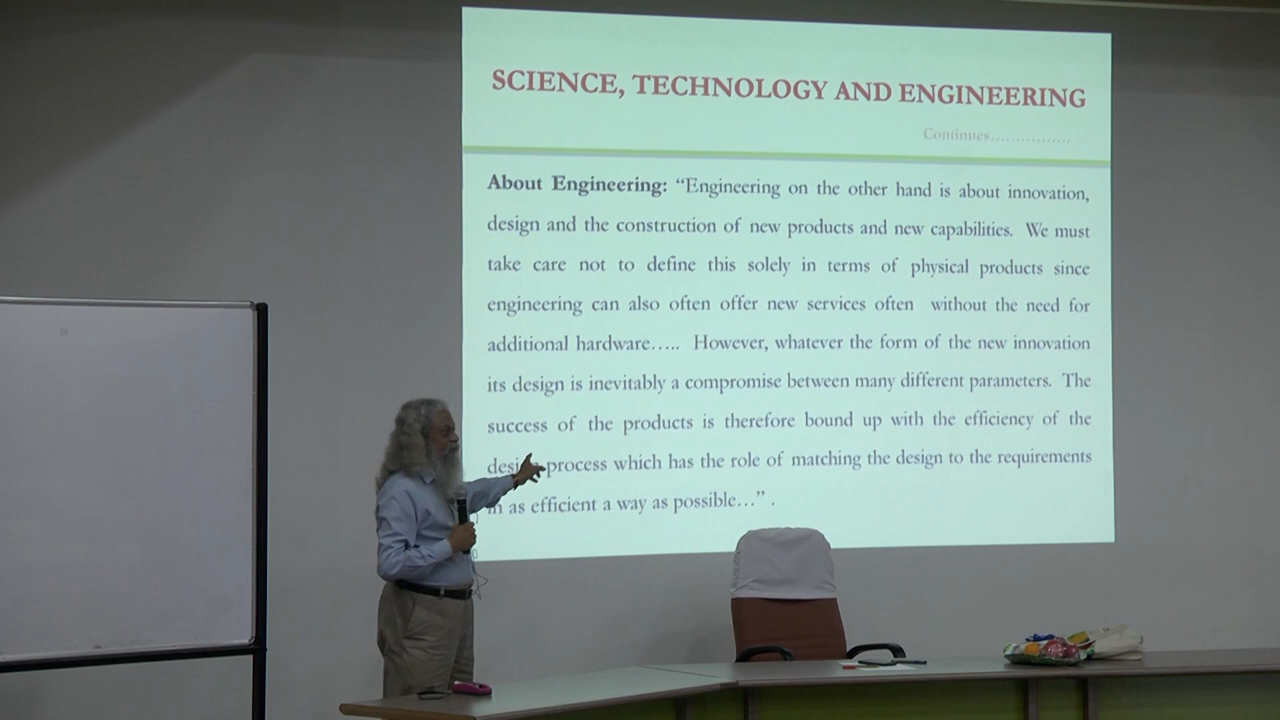 SCIENCE, TECHNOLOGY AND ENGINEERING
Continues................
About Engineering: “Engineering on the other hand is about innovation,
design and the construction of new products and new capabilities. We must
take care not to define this solely in terms of physical products since
engineering can also often offer new services often without the need for
additional hardware..... However, whatever the form of the new innovation
its design is inevitably a compromise between many different parameters. The
success of the products is therefore bound up with the efficiency of the
design process which has the role of matching the design to the requirements
in as efficient a way as possible...” .